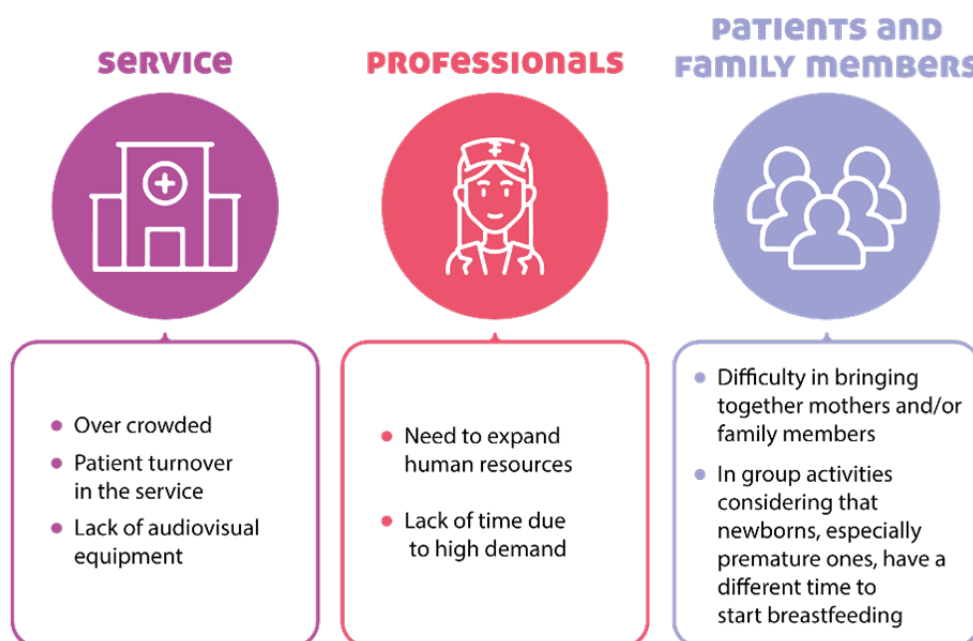 SERVICE
Over crowded
Patient turnover
in the service
Lack of audiovisual
equipment
PROFESSIONALS
Need to expand
human resources
Lack of time due
to high demand
PATIENTS AND
FAMILY MEMBERS
Difficulty in bringing
together mothers and/or
family members
In group activities
considering that
newborns, especially
premature ones, have a
different time to
start breastfeeding